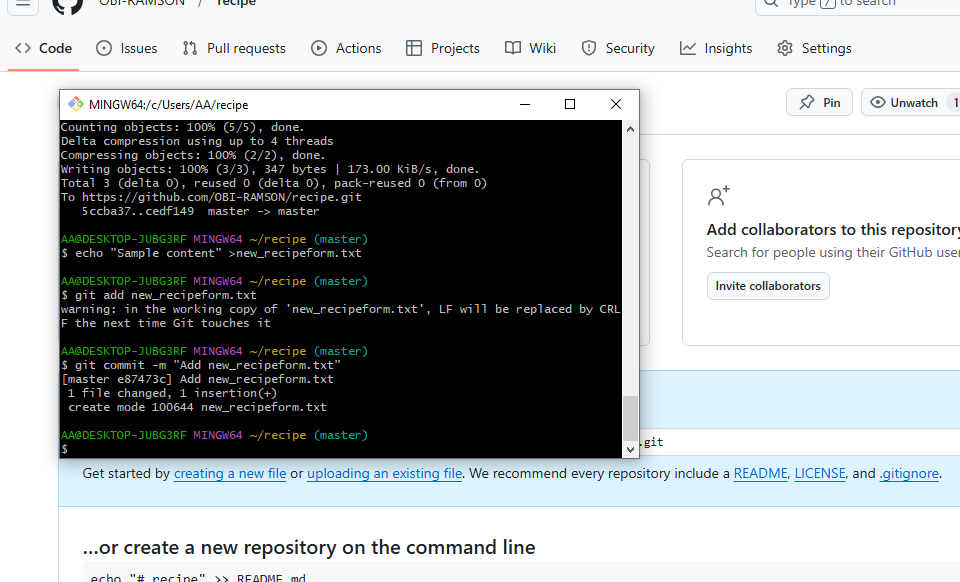 OBI-RAMSON / recipe
Type / to search
Code
Issues
Pull requests
Actions
Projects
Wiki
Security
Insights
Settings
Pin
Unwatch 1
MINGW64:/c/Users/AA/recipe
Counting objects: 100% (5/5), done.
Delta compression using up to 4 threads
Compressing objects: 100% (2/2), done.
Writing objects: 100% (3/3), 347 bytes | 173.00 KiB/s, done.
Total 3 (delta 0), reused 0 (delta 0), pack-reused 0 (from 0)
To https://github.com/OBI-RAMSON/recipe.git
5ccba37..cedf149 master -> master
AA@DESKTOP-JUBG3RF MINGW64 ~/recipe (master)
$ echo "Sample content" >new_recipeform.txt
AA@DESKTOP-JUBG3RF MINGW64 ~/recipe (master)
$ git add new_recipeform.txt
warning: in the working copy of 'new_recipeform.txt', LF will be replaced by CRL
F the next time Git touches it
AA@DESKTOP-JUBG3RF MINGW64 ~/recipe (master)
$ git commit -m "Add new_recipeform.txt"
[master e87473c] Add new_recipeform.txt
1 file changed, 1 insertion(+)
create mode 100644 new_recipeform.txt
AA@DESKTOP-JUBG3RF MINGW64 ~/recipe (master)
$
Add collaborators to this repository
Search for people using their GitHub user
Invite collaborators
.git
Get started by creating a new file or uploading an existing file. We recommend every repository include a README, LICENSE, and .gitignore.
...or create a new repository on the command line
echo "# recipe" >> README.md